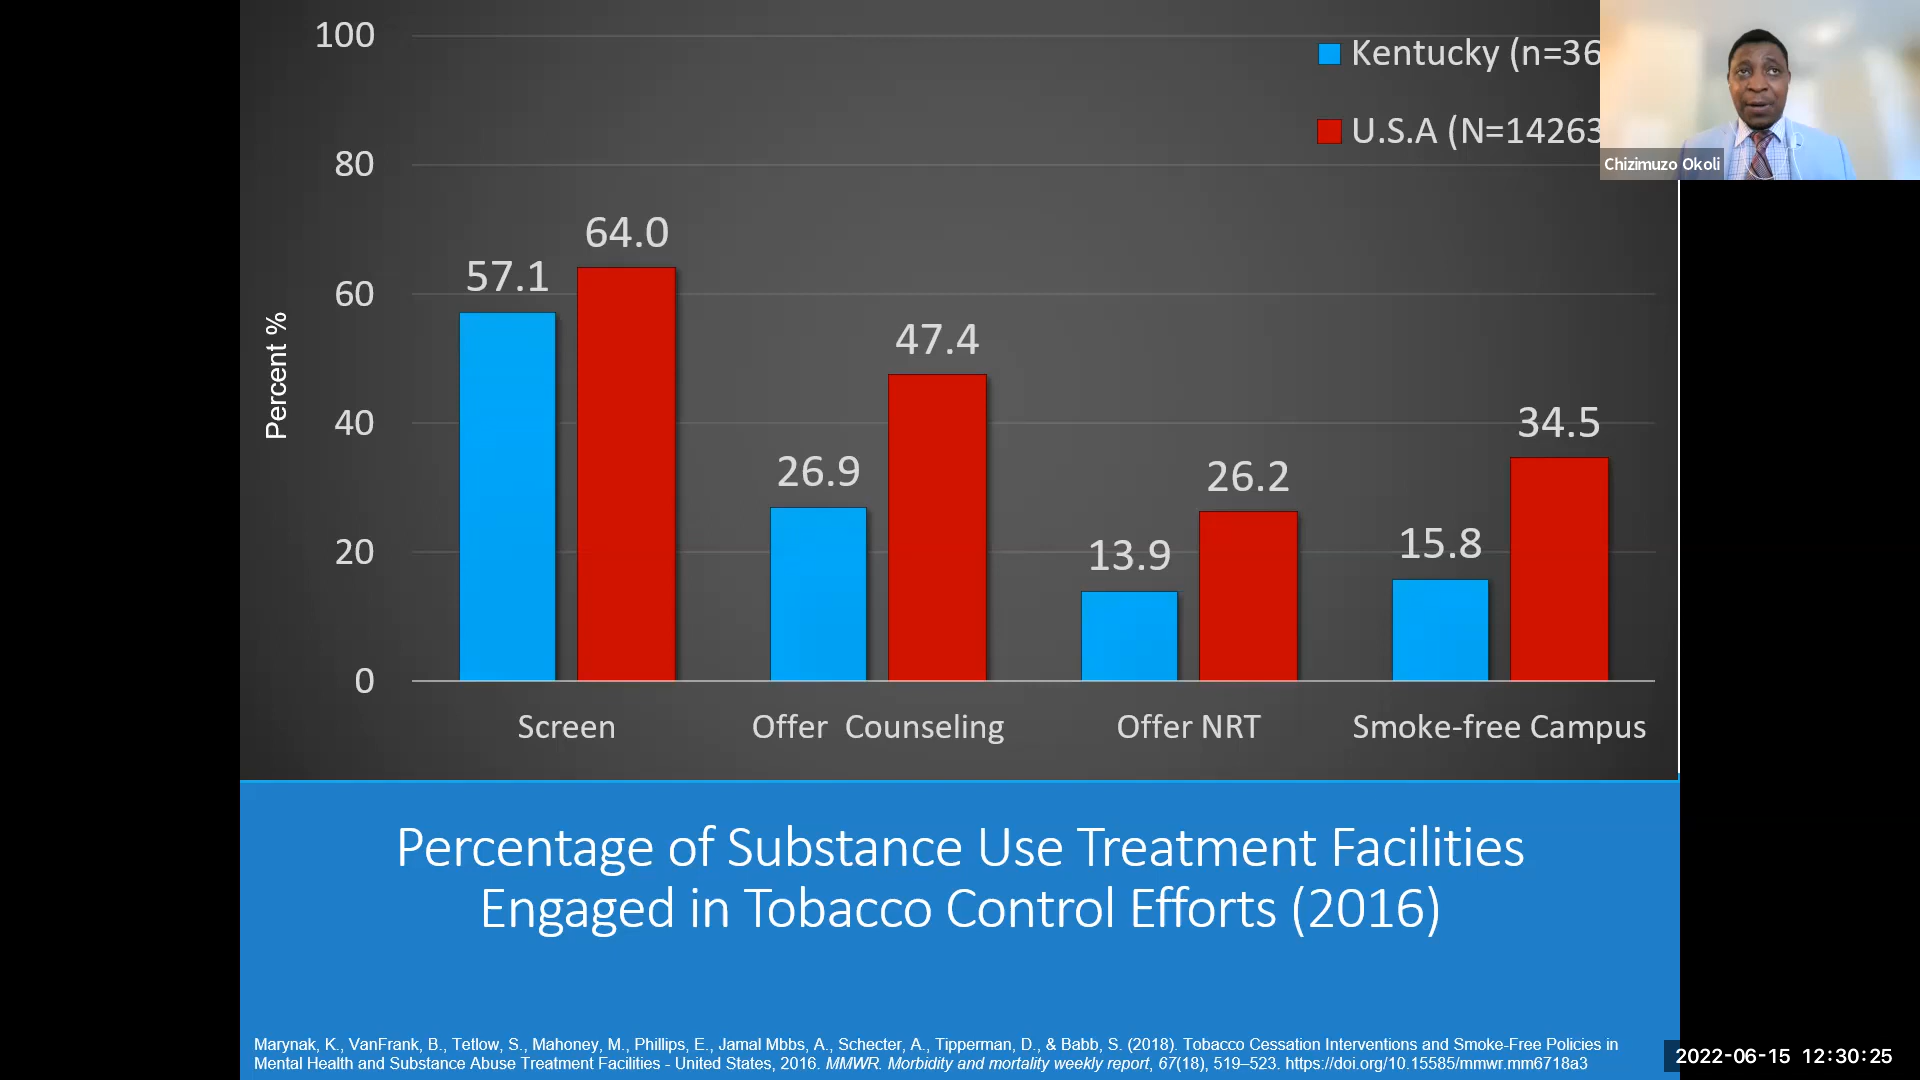 100
80
60
40
20
0
Percent %
Kentucky (n=36
U.S.A (N=14263
Chizimuzo Okoli
57.1
64.0
26.9
47.4
13.9
26.2
15.8
34.5
Screen
Offer Counseling
Offer NRT
Smoke-free Campus
Percentage of Substance Use Treatment Facilities
Engaged in Tobacco Control Efforts (2016)
Marynak, K., VanFrank, B., Tetlow, S., Mahoney, M., Phillips, E., Jamal Mbbs, A., Schecter, A., Tipperman, D., & Babb, S. (2018). Tobacco Cessation Interventions and Smoke-Free Policies in
Mental Health and Substance Abuse Treatment Facilities - United States, 2016. MMWR. Morbidity and mortality weekly report, 67(18), 519–523. https://doi.org/10.15585/mmwr.mm6718a3
2022-06-15 12:30:25